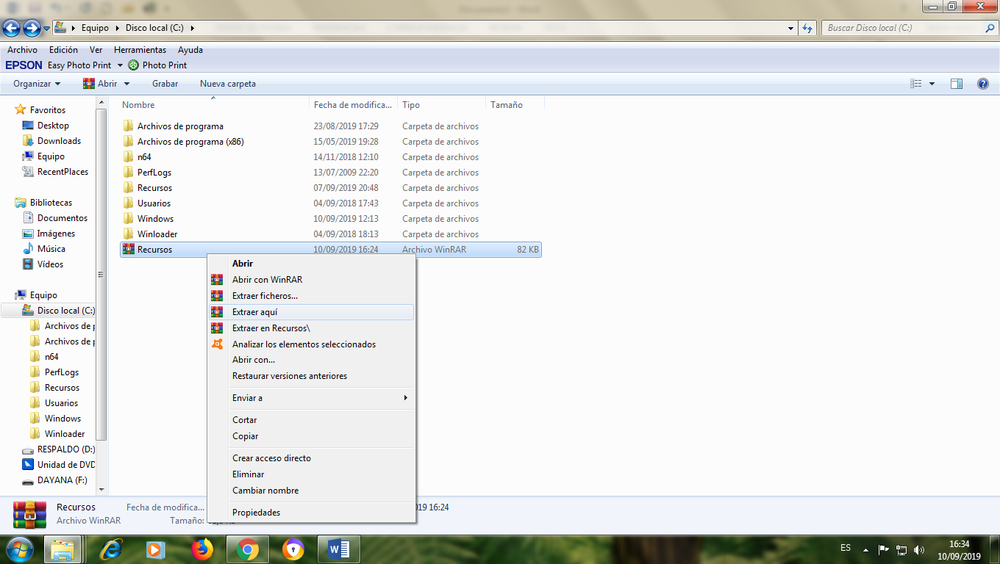 Equipo Disco local (C:)
Buscar Disco local (C:)
Archivo Edición Ver Herramientas Ayuda
EPSON Easy Photo Print Photo Print
Organizar Abrir Grabar Nueva carpeta
Favoritos
Desktop
Downloads
Equipo
RecentPlaces
Bibliotecas
Documentos
Imágenes
Música
Vídeos
Equipo
Disco local (C:)
Archivos de p
Archivos de p
n64
PerfLogs
Recursos
Usuarios
Windows
Winloader
RESPALDO (D:)
Unidad de DVD
DAYANA (F:)
Nombre Fecha de modifica... Tipo Tamaño
Archivos de programa 23/08/2019 17:29 Carpeta de archivos
Archivos de programa (x86) 15/05/2019 19:28 Carpeta de archivos
n64 14/11/2018 12:10 Carpeta de archivos
PerfLogs 13/07/2009 22:20 Carpeta de archivos
Recursos 07/09/2019 20:48 Carpeta de archivos
Usuarios 04/09/2018 17:43 Carpeta de archivos
Windows 10/09/2019 12:13 Carpeta de archivos
Winloader 04/09/2018 18:13 Carpeta de archivos
Recursos 10/09/2019 16:24 Archivo WinRAR 82 KB
Abrir
Abrir con WinRAR
Extraer ficheros...
Extraer aquí
Extraer en Recursos\
Analizar los elementos seleccionados
Abrir con...
Restaurar versiones anteriores
Enviar a
Cortar
Copiar
Crear acceso directo
Eliminar
Cambiar nombre
Propiedades
Recursos Fecha de modifica... 019 16:24
Archivo WinRAR Tamaño:
ES 16:34
10/09/2019